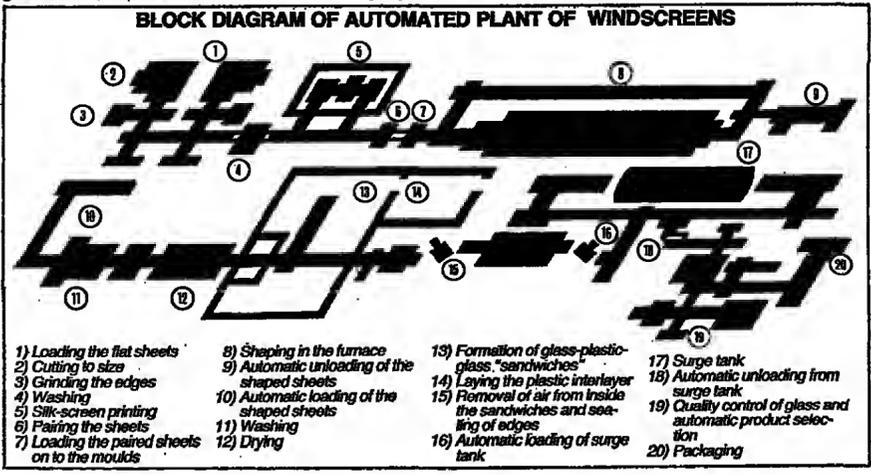 BLOCK DIAGRAM OF AUTOMATED PLANT OF WINDSCREENS
1
2
3
4
5
6
7
8
9
10
11
12
13
14
15
16
17
18
19
20
1) Loading the flat sheets
2) Cutting to size
3) Grinding the edges
4) Washing
5) Silk-screen printing
6) Pairing the sheets
7) Loading the paired sheets
on to the moulds
8) Shaping in the furnace
9) Automatic unloading of the
shaped sheets
10) Automatic loading of the
shaped sheets
11) Washing
12) Drying
13) Formation of glass-plastic-
glass "sandwiches"
14) Laying the plastic interlayer
15) Removal of air from inside
the sandwiches and sea-
ling of edges
16) Automatic loading of surge
tank
17) Surge tank
18) Automatic unloading from
surge tank
19) Quality control of glass and
automatic product selec-
tion
20) Packaging